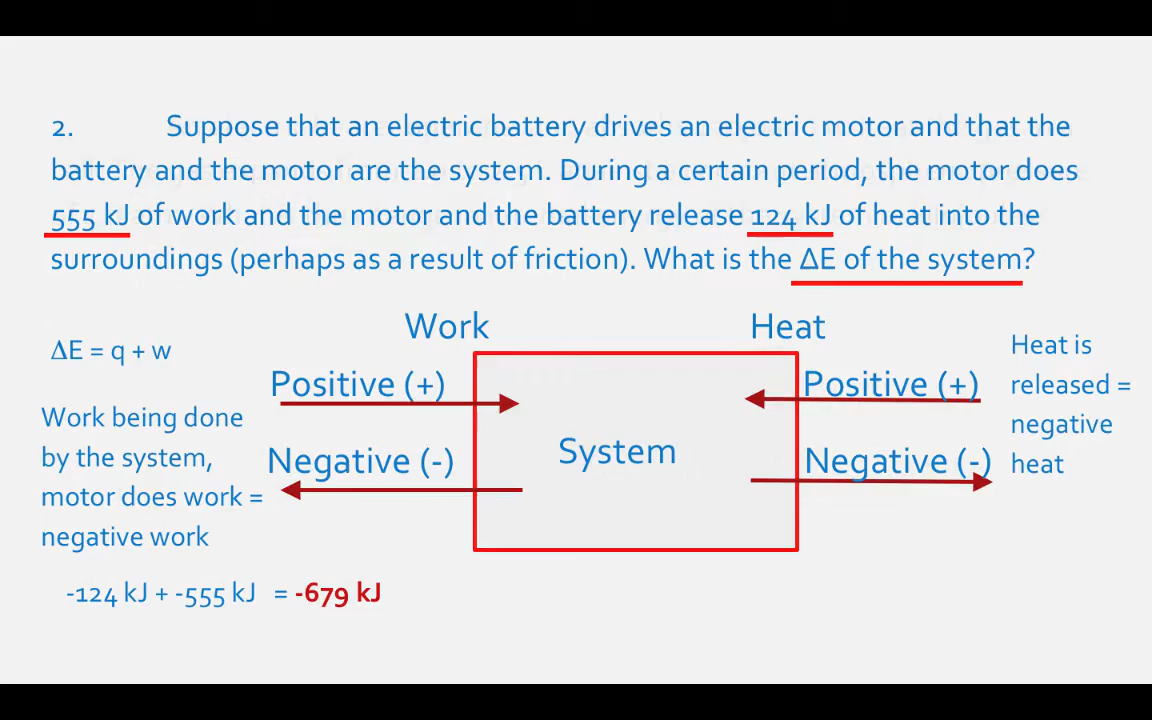 2. Suppose that an electric battery drives an electric motor and that the
battery and the motor are the system. During a certain period, the motor does
555 kJ of work and the motor and the battery release 124 kJ of heat into the
surroundings (perhaps as a result of friction). What is the ΔE of the system?
Work
Heat
ΔE = q + w
Heat is
released =
negative
heat
Positive (+)
Positive (+)
Work being done
by the system,
motor does work =
negative work
Negative (-)
System
Negative (-)
-124 kJ + -555 kJ = -679 kJ